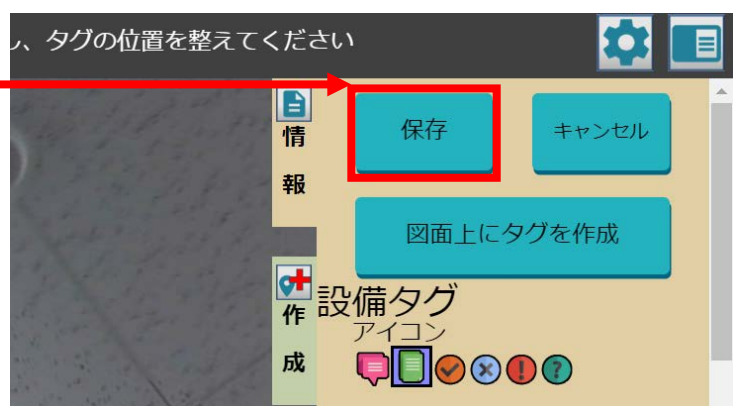 し、タグの位置を整えてください
情報
保存
キャンセル
図面上にタグを作成
作成
設備タグ
アイコン